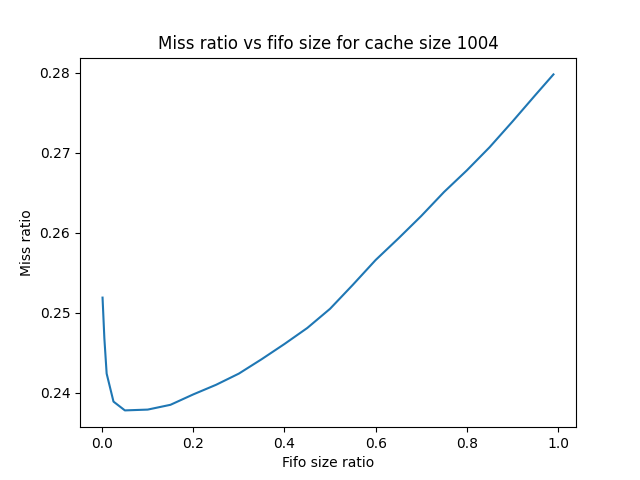 Miss ratio vs fifo size for cache size 1004
0.28
0.27
0.26
0.25
0.24
Miss ratio
0.0 0.2 0.4 0.6 0.8 1.0
Fifo size ratio